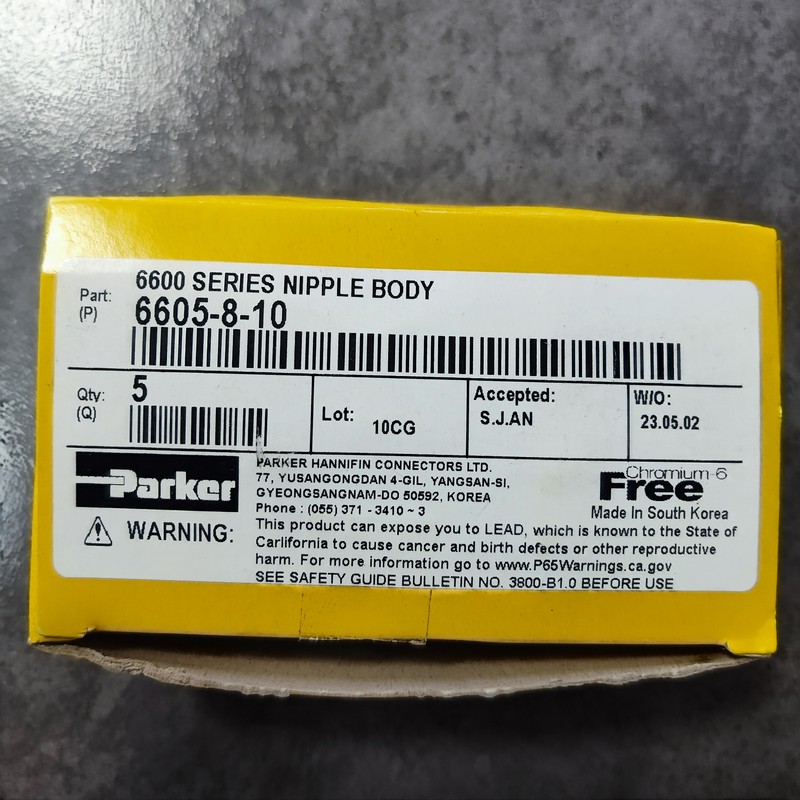 6600 SERIES NIPPLE BODY
Part: 6605-8-10
(P)
Qty: 5
(Q)
Lot: 10CG
Accepted:
S.J.AN
W/O:
23.05.02
Parker
PARKER HANNIFIN CONNECTORS LTD.
77, YUSANGONGDAN 4-GIL, YANGSAN-SI,
GYEONGSANGNAM-DO 50592, KOREA
Phone : (055) 371 - 3410 ~ 3
Chromium-6
Free
Made In South Korea
WARNING:
This product can expose you to LEAD, which is known to the State of
Carlifornia to cause cancer and birth defects or other reproductive
harm. For more information go to www.P65Warnings.ca.gov
SEE SAFETY GUIDE BULLETIN NO. 3800-B1.0 BEFORE USE